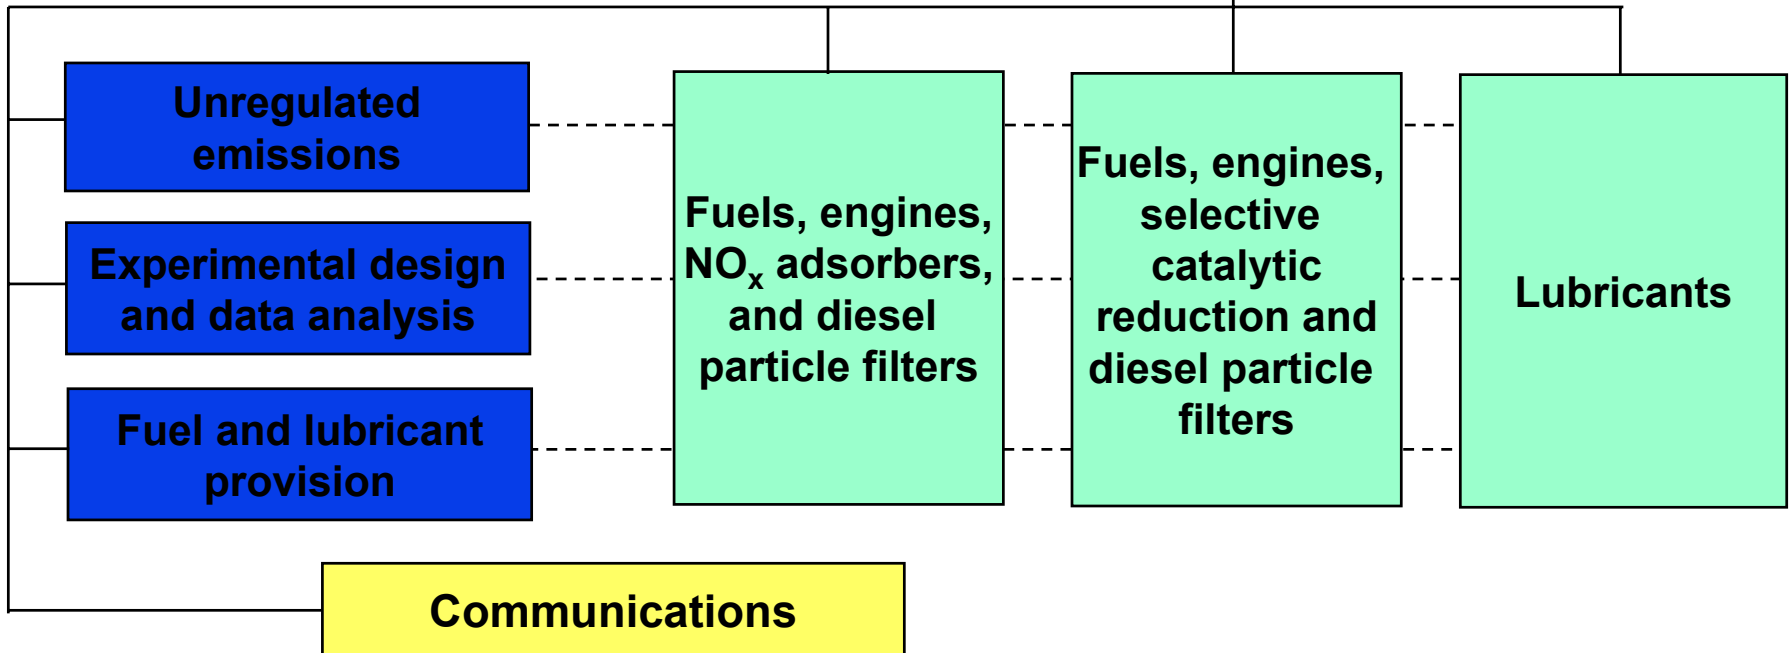 Unregulated
emissions
Experimental design
and data analysis
Fuel and lubricant
provision
Fuels, engines,
NOₓ adsorbers,
and diesel
particle filters
Fuels, engines,
selective
catalytic
reduction and
diesel particle
filters
Lubricants
Communications